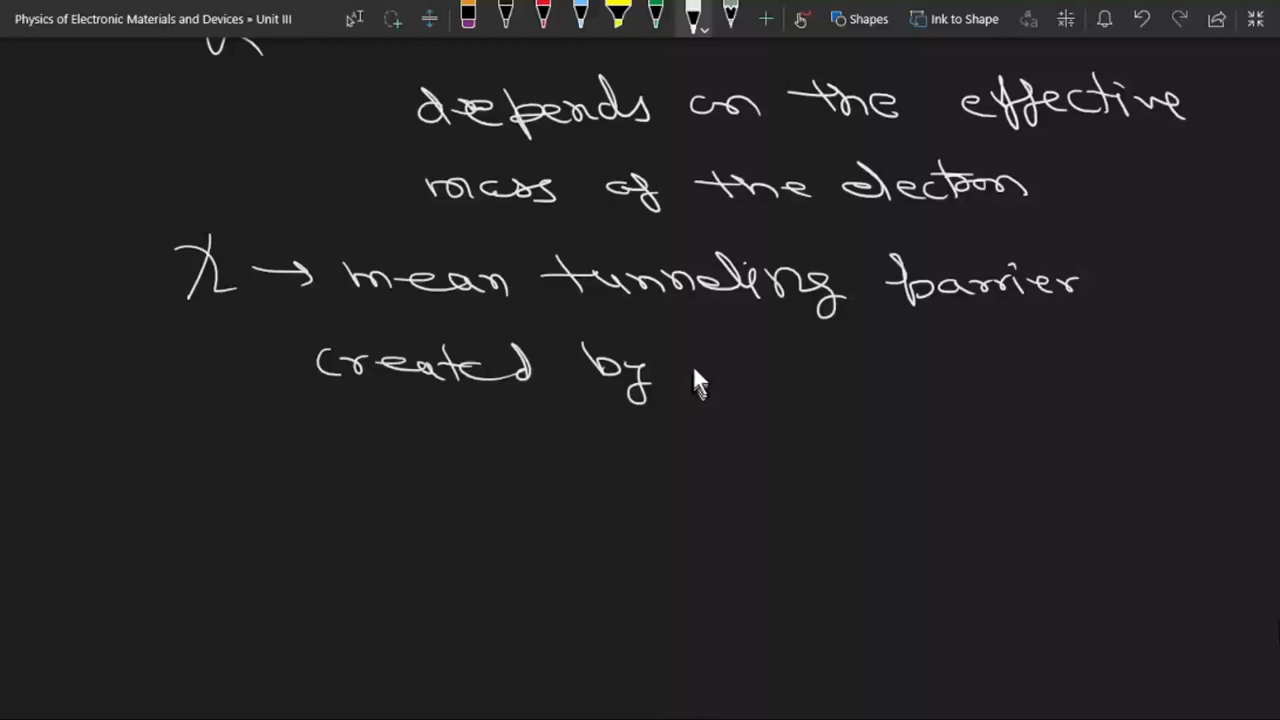 Physics of Electronic Materials and Devices » Unit III
Shapes
Ink to Shape
depends on the effective
mass of the electron
→ mean tunneling barrier
created by